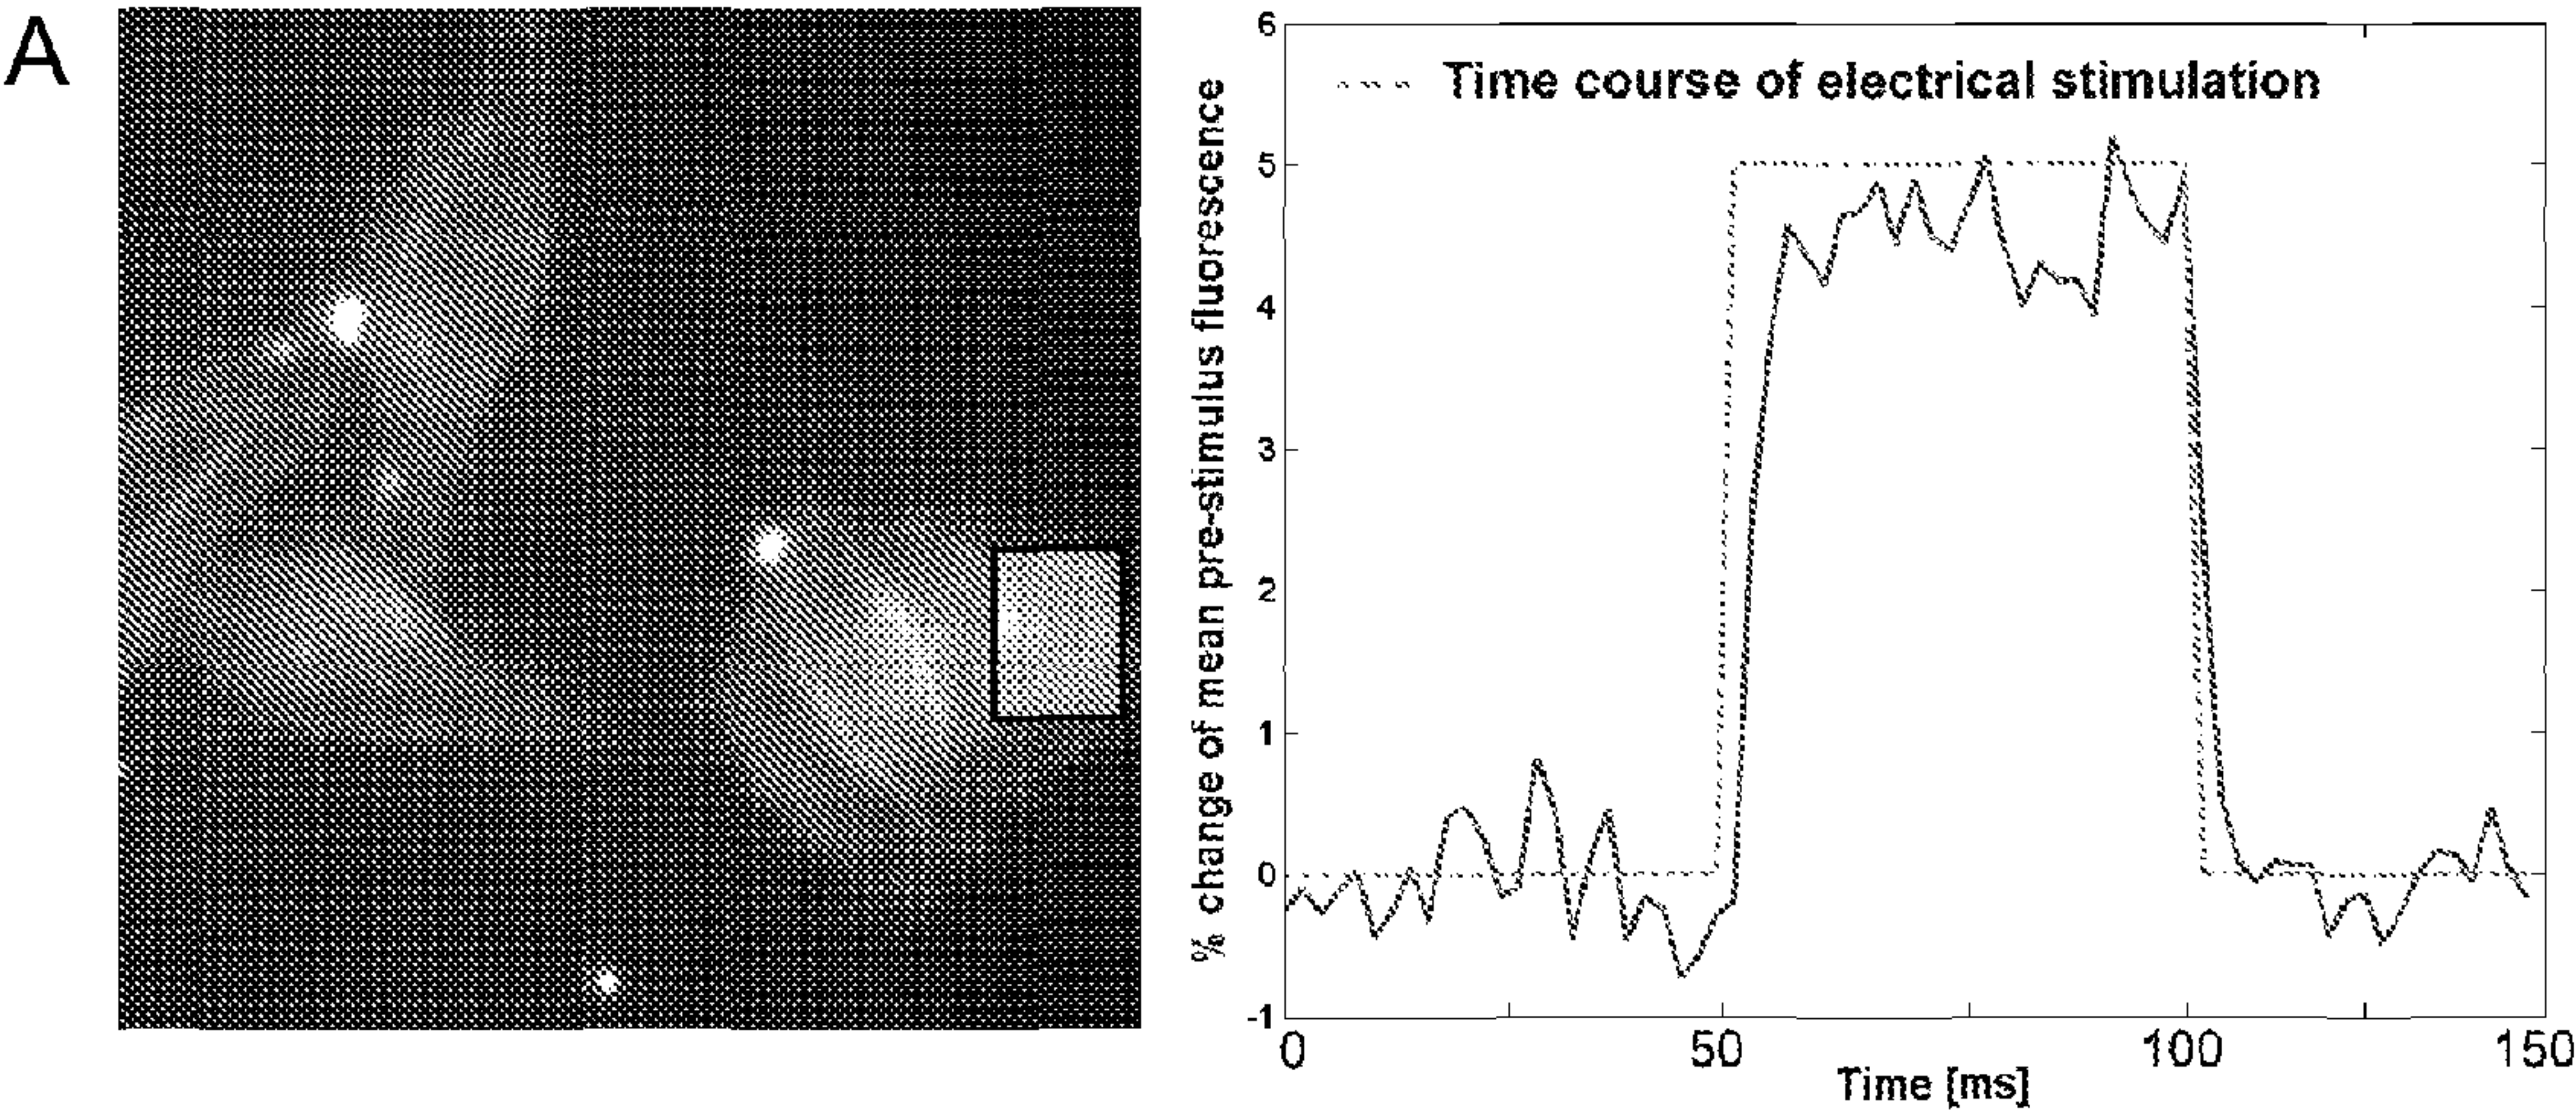 A
6
Time course of electrical stimulation
5
4
3
2
1
0
-1
% change of mean pre-stimulus fluorescence
0 50 100 150
Time [ms]